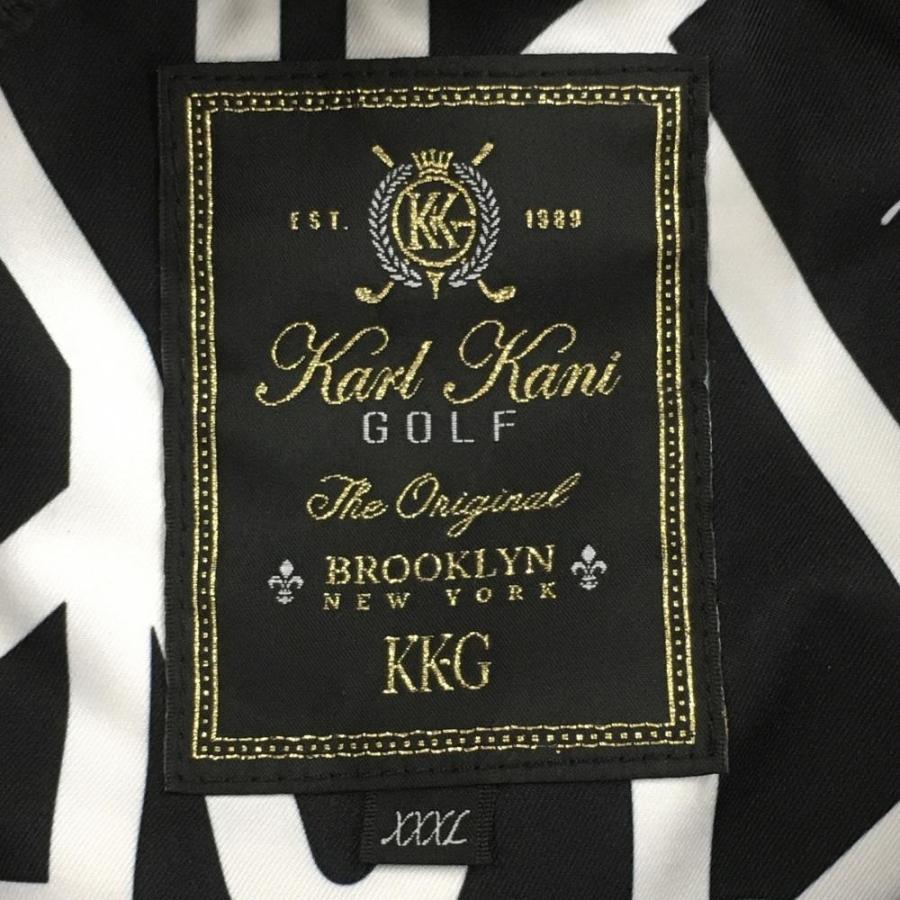 EST. KKG 1989
Karl Kani
GOLF
The Original
BROOKLYN
NEW YORK
KK·G
XXXL